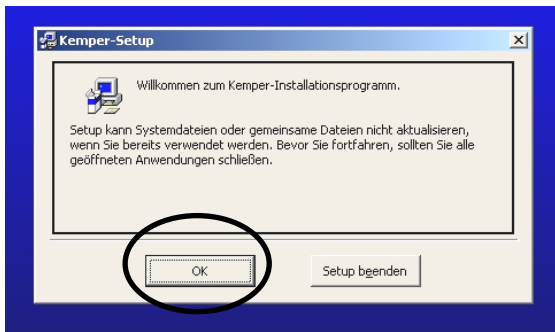 Kemper-Setup
Willkommen zum Kemper-Installationsprogramm.
Setup kann Systemdateien oder gemeinsame Dateien nicht aktualisieren,
wenn Sie bereits verwendet werden. Bevor Sie fortfahren, sollten Sie alle
geöffneten Anwendungen schließen.
OK
Setup beenden